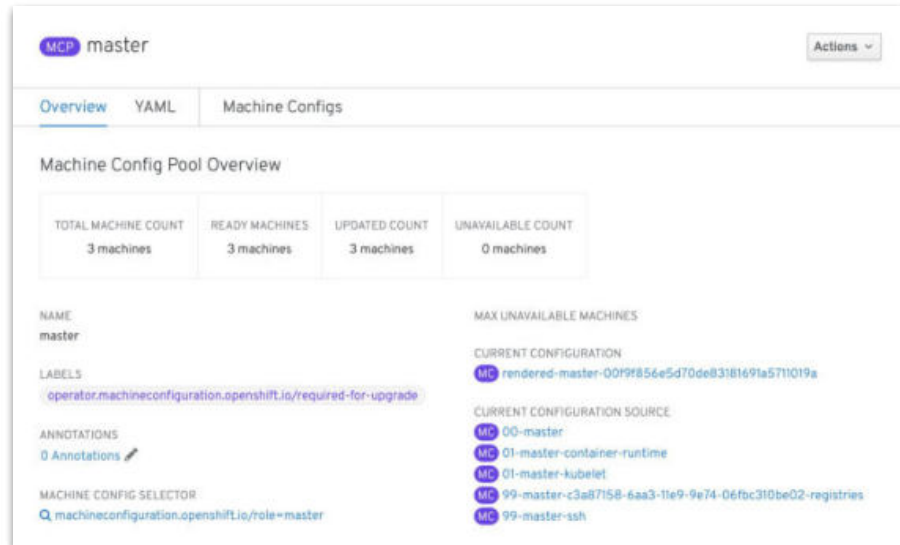 MCP master
Actions
Overview YAML Machine Configs
Machine Config Pool Overview
TOTAL MACHINE COUNT READY MACHINES UPDATED COUNT UNAVAILABLE COUNT
3 machines 3 machines 3 machines 0 machines
NAME
master
LABELS
operator.machineconfiguration.openshift.io/required-for-upgrade
ANNOTATIONS
0 Annotations
MACHINE CONFIG SELECTOR
machineconfiguration.openshift.io/role=master
MAX UNAVAILABLE MACHINES
CURRENT CONFIGURATION
MC rendered-master-00f9f856e5d70de83181691a5711019a
CURRENT CONFIGURATION SOURCE
MC 00-master
MC 01-master-container-runtime
MC 01-master-kubelet
MC 99-master-c3a87158-6aa3-11e9-9e74-06fbc310be02-registries
MC 99-master-ssh